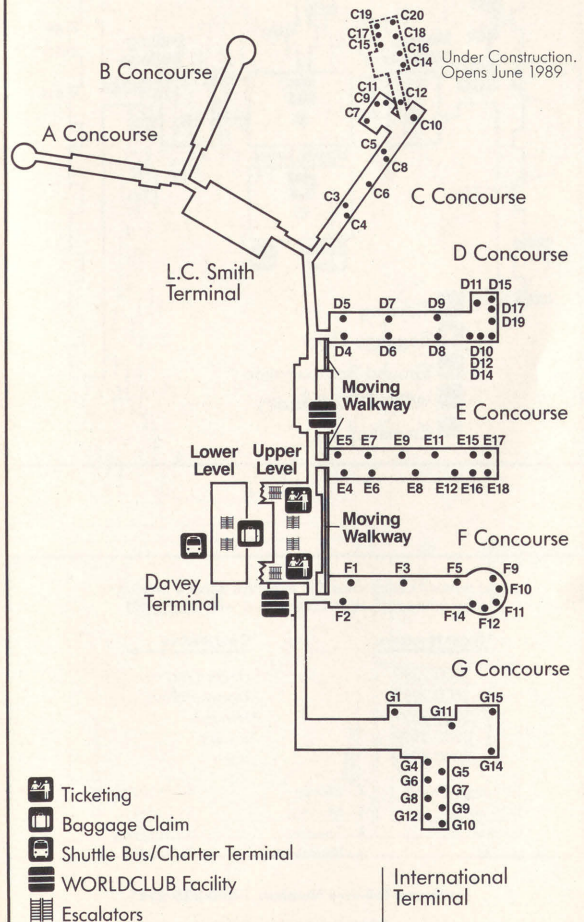 C19 C20
C17 C18
C15 C16
C14
Under Construction.
Opens June 1989
B Concourse
C11
C9 C12
C7 C10
A Concourse
C5
C8
C6
C3
C4
C Concourse
L.C. Smith
Terminal
D Concourse
D11 D15
D5 D7 D9 D17
D19
D4 D6 D8 D10
D12
D14
Moving
Walkway
E Concourse
E5 E7 E9 E11 E15 E17
Lower
Level
Upper
Level
E4 E6 E8 E12 E16 E18
Moving
Walkway
F Concourse
Davey
Terminal
F1 F3 F5 F9
F10
F2 F14 F11
F12
G Concourse
G1 G11 G15
G4 G5 G14
G6 G7
G8 G9
G12 G10
Ticketing
Baggage Claim
Shuttle Bus/Charter Terminal
WORLDCLUB Facility
Escalators
International
Terminal